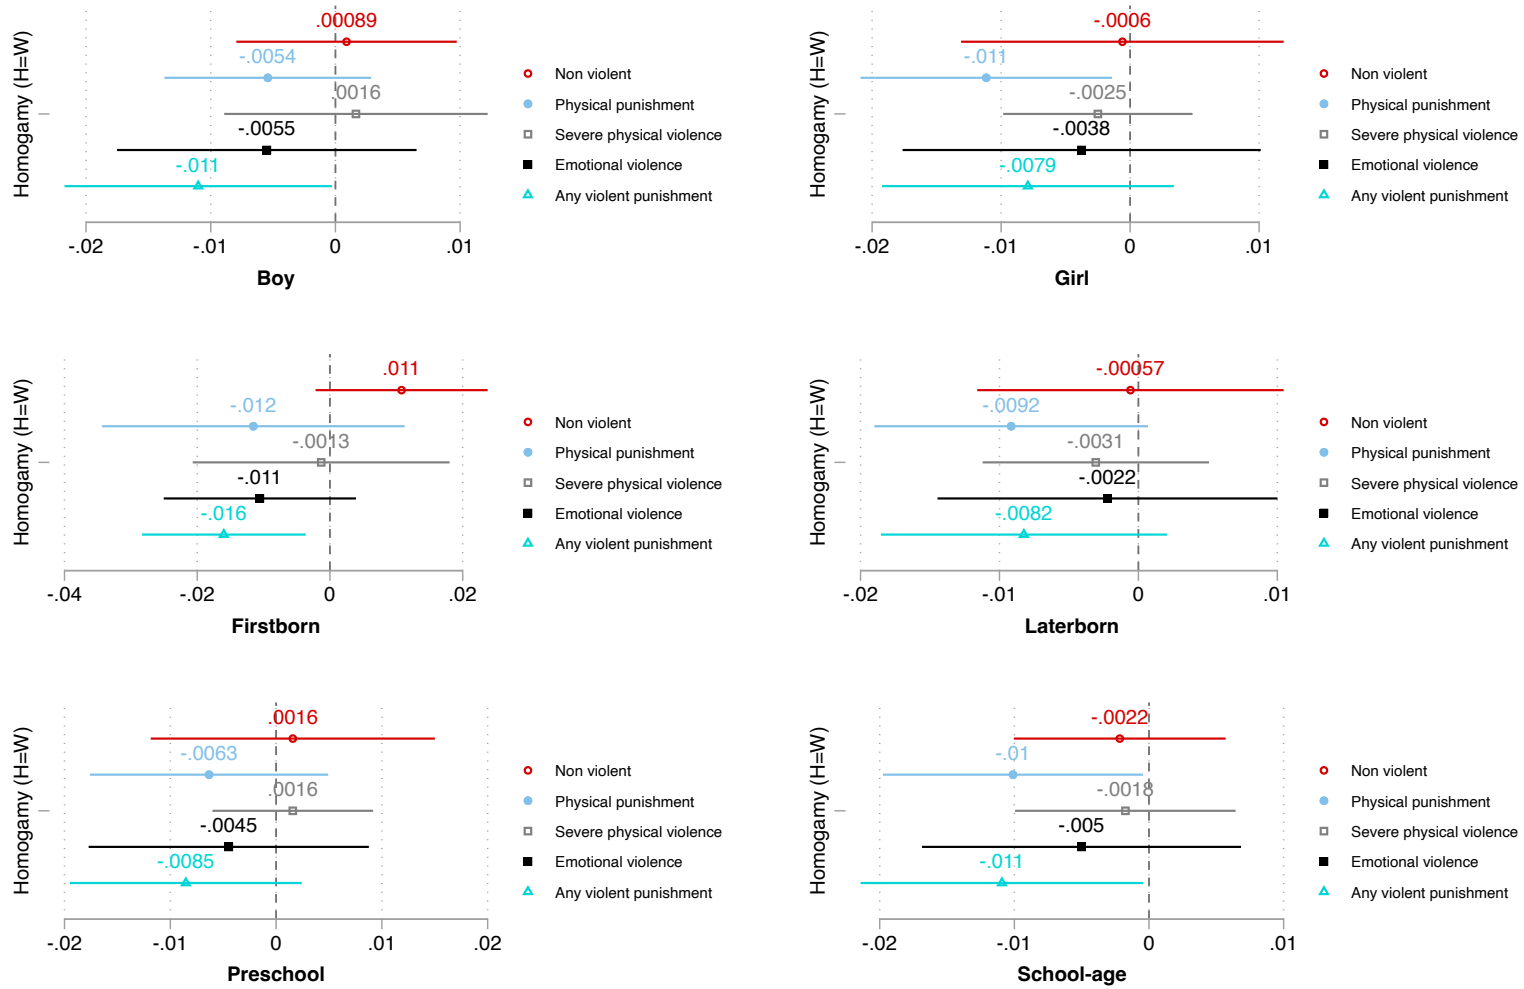 Homogamy (H=W)
.00089
-.0054
.0016
-.0055
-.011
-.02 -.01 0 .01
Boy
Non violent
Physical punishment
Severe physical violence
Emotional violence
Any violent punishment
Homogamy (H=W)
-.0006
-.011
-.0025
-.0038
-.0079
-.02 -.01 0 .01
Girl
Non violent
Physical punishment
Severe physical violence
Emotional violence
Any violent punishment
Homogamy (H=W)
.011
-.012
-.0013
-.011
-.016
-.04 -.02 0 .02
Firstborn
Non violent
Physical punishment
Severe physical violence
Emotional violence
Any violent punishment
Homogamy (H=W)
-.00057
-.0092
-.0031
-.0022
-.0082
-.02 -.01 0 .01
Laterborn
Non violent
Physical punishment
Severe physical violence
Emotional violence
Any violent punishment
Homogamy (H=W)
.0016
-.0063
.0016
-.0045
-.0085
-.02 -.01 0 .01 .02
Preschool
Non violent
Physical punishment
Severe physical violence
Emotional violence
Any violent punishment
Homogamy (H=W)
-.0022
-.01
-.0018
-.005
-.011
-.02 -.01 0 .01
School-age
Non violent
Physical punishment
Severe physical violence
Emotional violence
Any violent punishment